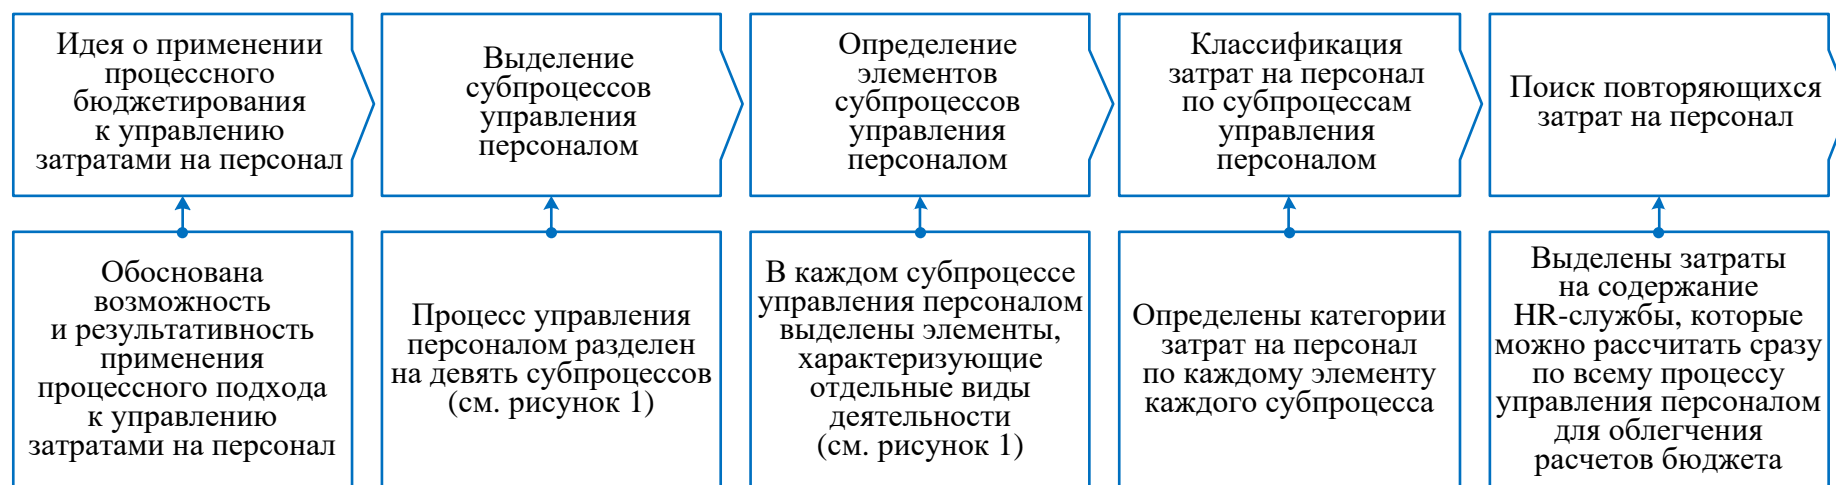 Идея о применении
процессного
бюджетирования
к управлению
затратами на персонал
Выделение
субпроцессов
управления
персоналом
Определение
элементов
субпроцессов
управления
персоналом
Классификация
затрат на персонал
по субпроцессам
управления
персоналом
Поиск повторяющихся
затрат на персонал
Обоснована
возможность
и результативность
применения
процессного подхода
к управлению
затратами на персонал
Процесс управления
персоналом разделен
на девять субпроцессов
(см. рисунок 1)
В каждом субпроцессе
управления персоналом
выделены элементы,
характеризующие
отдельные виды
деятельности
(см. рисунок 1)
Определены категории
затрат на персонал
по каждому элементу
каждого субпроцесса
Выделены затраты
на содержание
HR-службы, которые
можно рассчитать сразу
по всему процессу
управления персоналом
для облегчения
расчетов бюджета